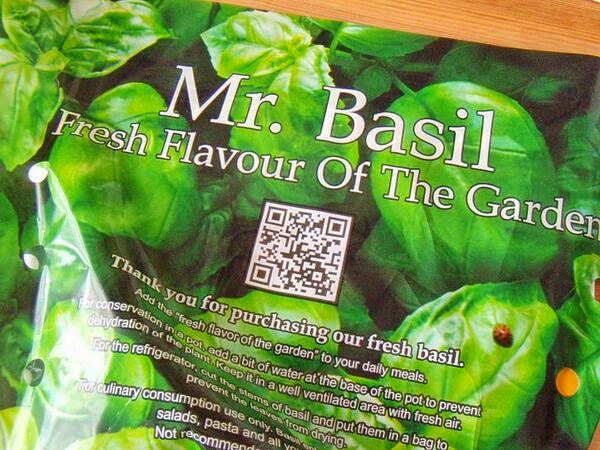 Mr. Basil
Fresh Flavour Of The Garden
Thank you for purchasing our fresh basil.
Add the "fresh flavor of the garden" to your daily meals.
For conservation in a pot, add a bit of water at the base of the pot to prevent
dehydration of the plant. Keep it in a well ventilated area with fresh air.
For the refrigerator, cut the stems of basil and put them in a bag to
prevent the leaves from drying.
For culinary consumption use only. Basil
salads, pasta and all
Not